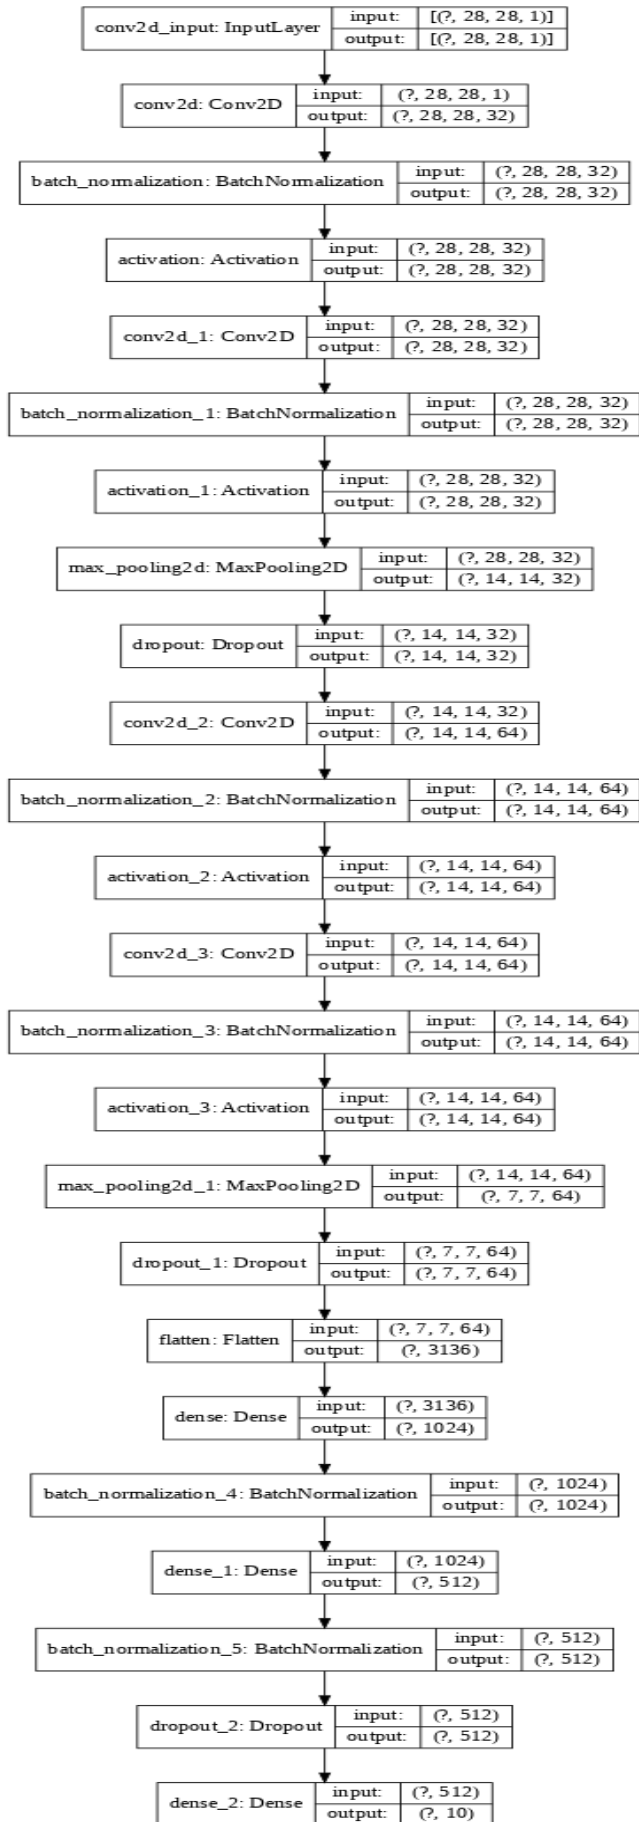 conv2d_input: InputLayer input: [(?, 28, 28, 1)]
output: [(?, 28, 28, 1)]
conv2d: Conv2D input: (?, 28, 28, 1)
output: (?, 28, 28, 32)
batch_normalization: BatchNormalization input: (?, 28, 28, 32)
output: (?, 28, 28, 32)
activation: Activation input: (?, 28, 28, 32)
output: (?, 28, 28, 32)
conv2d_1: Conv2D input: (?, 28, 28, 32)
output: (?, 28, 28, 32)
batch_normalization_1: BatchNormalization input: (?, 28, 28, 32)
output: (?, 28, 28, 32)
activation_1: Activation input: (?, 28, 28, 32)
output: (?, 28, 28, 32)
max_pooling2d: MaxPooling2D input: (?, 28, 28, 32)
output: (?, 14, 14, 32)
dropout: Dropout input: (?, 14, 14, 32)
output: (?, 14, 14, 32)
conv2d_2: Conv2D input: (?, 14, 14, 32)
output: (?, 14, 14, 64)
batch_normalization_2: BatchNormalization input: (?, 14, 14, 64)
output: (?, 14, 14, 64)
activation_2: Activation input: (?, 14, 14, 64)
output: (?, 14, 14, 64)
conv2d_3: Conv2D input: (?, 14, 14, 64)
output: (?, 14, 14, 64)
batch_normalization_3: BatchNormalization input: (?, 14, 14, 64)
output: (?, 14, 14, 64)
activation_3: Activation input: (?, 14, 14, 64)
output: (?, 14, 14, 64)
max_pooling2d_1: MaxPooling2D input: (?, 14, 14, 64)
output: (?, 7, 7, 64)
dropout_1: Dropout input: (?, 7, 7, 64)
output: (?, 7, 7, 64)
flatten: Flatten input: (?, 7, 7, 64)
output: (?, 3136)
dense: Dense input: (?, 3136)
output: (?, 1024)
batch_normalization_4: BatchNormalization input: (?, 1024)
output: (?, 1024)
dense_1: Dense input: (?, 1024)
output: (?, 512)
batch_normalization_5: BatchNormalization input: (?, 512)
output: (?, 512)
dropout_2: Dropout input: (?, 512)
output: (?, 512)
dense_2: Dense input: (?, 512)
output: (?, 10)